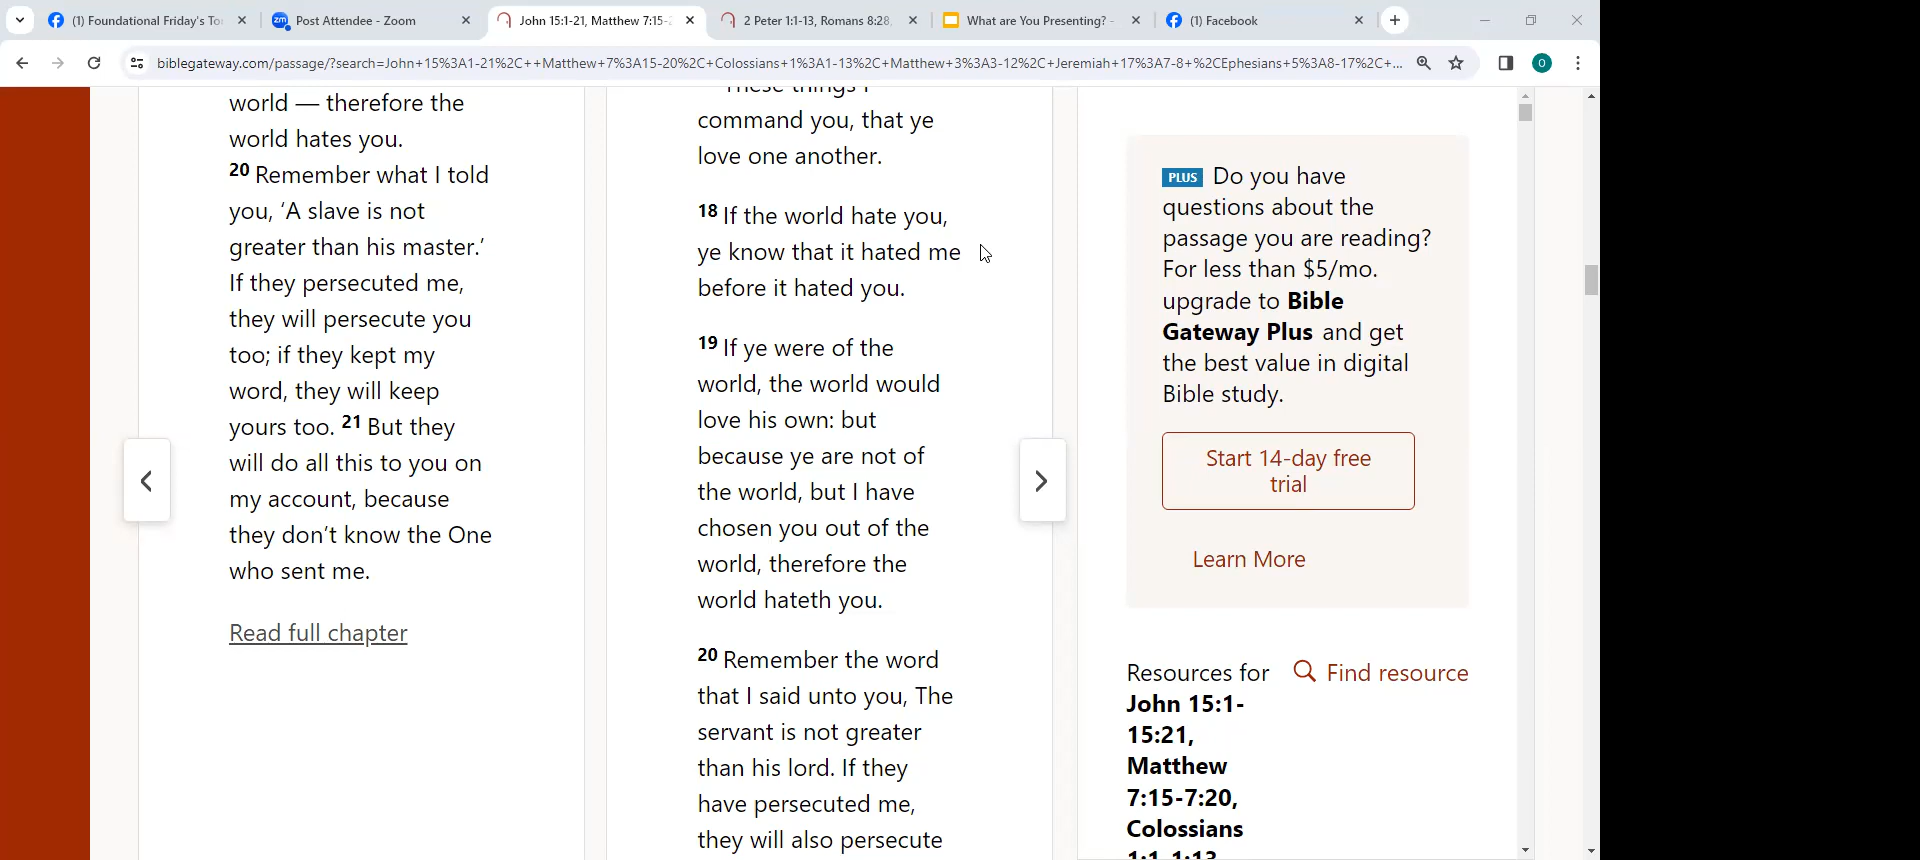 (1) Foundational Friday's To
Post Attendee - Zoom
John 15:1-21, Matthew 7:15-2
2 Peter 1:1-13, Romans 8:28,
What are You Presenting? -
(1) Facebook
biblegateway.com/passage/?search=John+15%3A1-21%2C++Matthew+7%3A15-20%2C+Colossians+1%3A1-13%2C+Matthew+3%3A3-12%2C+Jeremiah+17%3A7-8+%2CEphesians+5%3A8-17%2C+...
O
world — therefore the
world hates you.
20 Remember what I told
you, ‘A slave is not
greater than his master.’
If they persecuted me,
they will persecute you
too; if they kept my
word, they will keep
yours too. 21 But they
will do all this to you on
my account, because
they don’t know the One
who sent me.
Read full chapter
These things I
command you, that ye
love one another.
18 If the world hate you,
ye know that it hated me
before it hated you.
19 If ye were of the
world, the world would
love his own: but
because ye are not of
the world, but I have
chosen you out of the
world, therefore the
world hateth you.
20 Remember the word
that I said unto you, The
servant is not greater
than his lord. If they
have persecuted me,
they will also persecute
PLUS Do you have
questions about the
passage you are reading?
For less than $5/mo.
upgrade to Bible
Gateway Plus and get
the best value in digital
Bible study.
Start 14-day free
trial
Learn More
Resources for
Find resource
John 15:1-
15:21,
Matthew
7:15-7:20,
Colossians
1:1-1:13